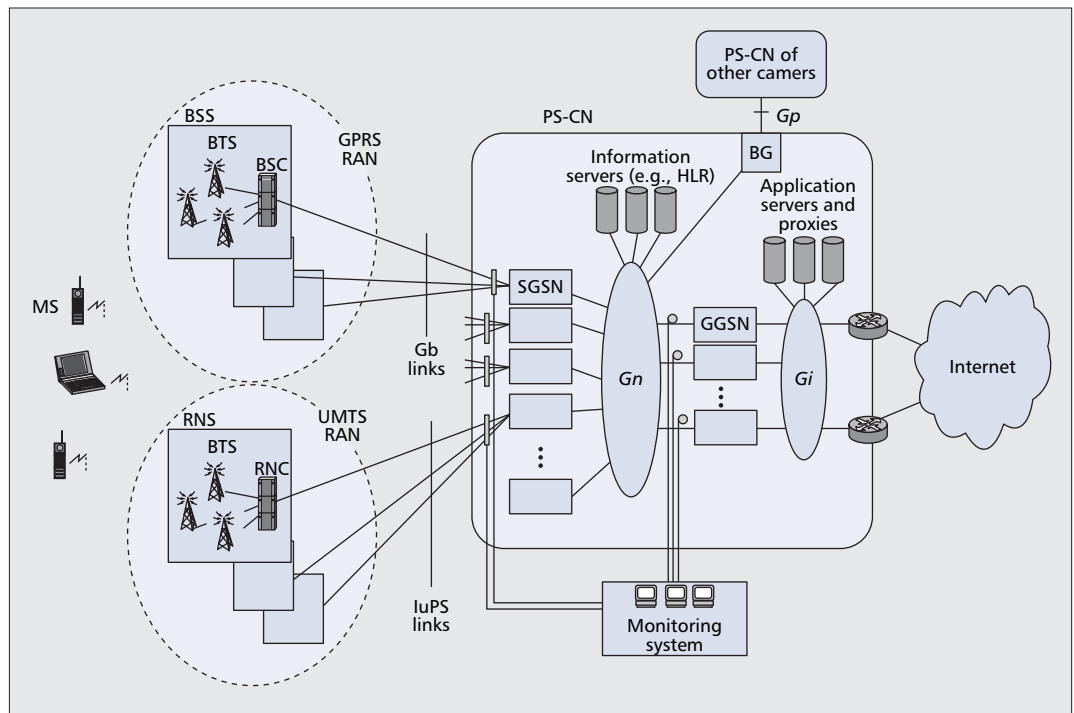 PS-CN of
other camers
Gp
PS-CN
BG
BSS
BTS
BSC
GPRS
RAN
Information
servers (e.g., HLR)
Application
servers and
proxies
MS
SGSN
Gb
links
Gn
GGSN
Gi
Internet
RNS
BTS
RNC
UMTS
RAN
IuPS
links
Monitoring
system